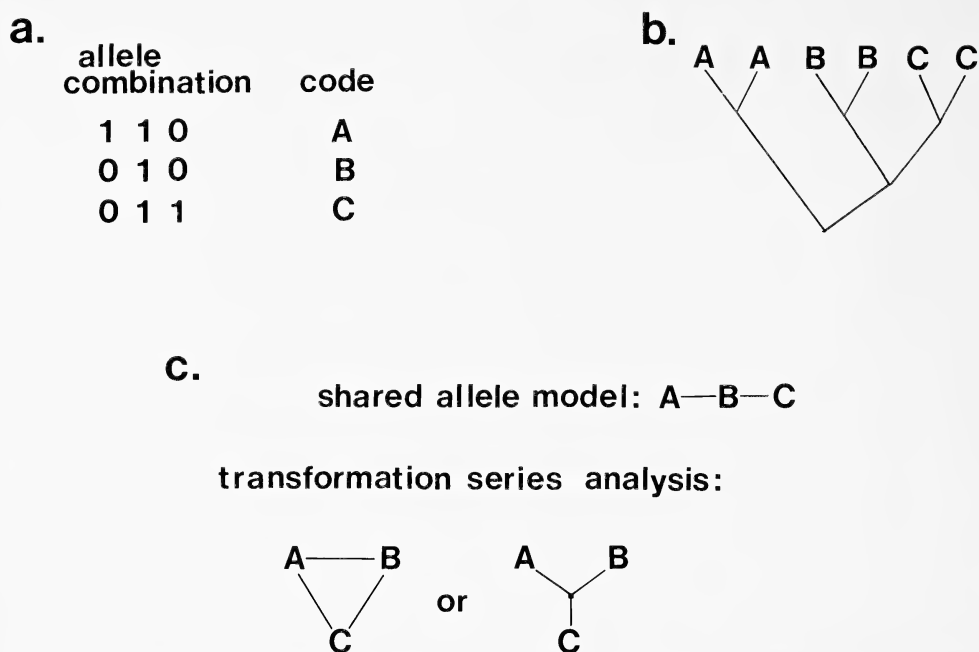 a.
allele
combination code
1 1 0 A
0 1 0 B
0 1 1 C
b.
A A B B C C
c.
shared allele model: A—B—C
transformation series analysis:
A B
C
or
A B
C